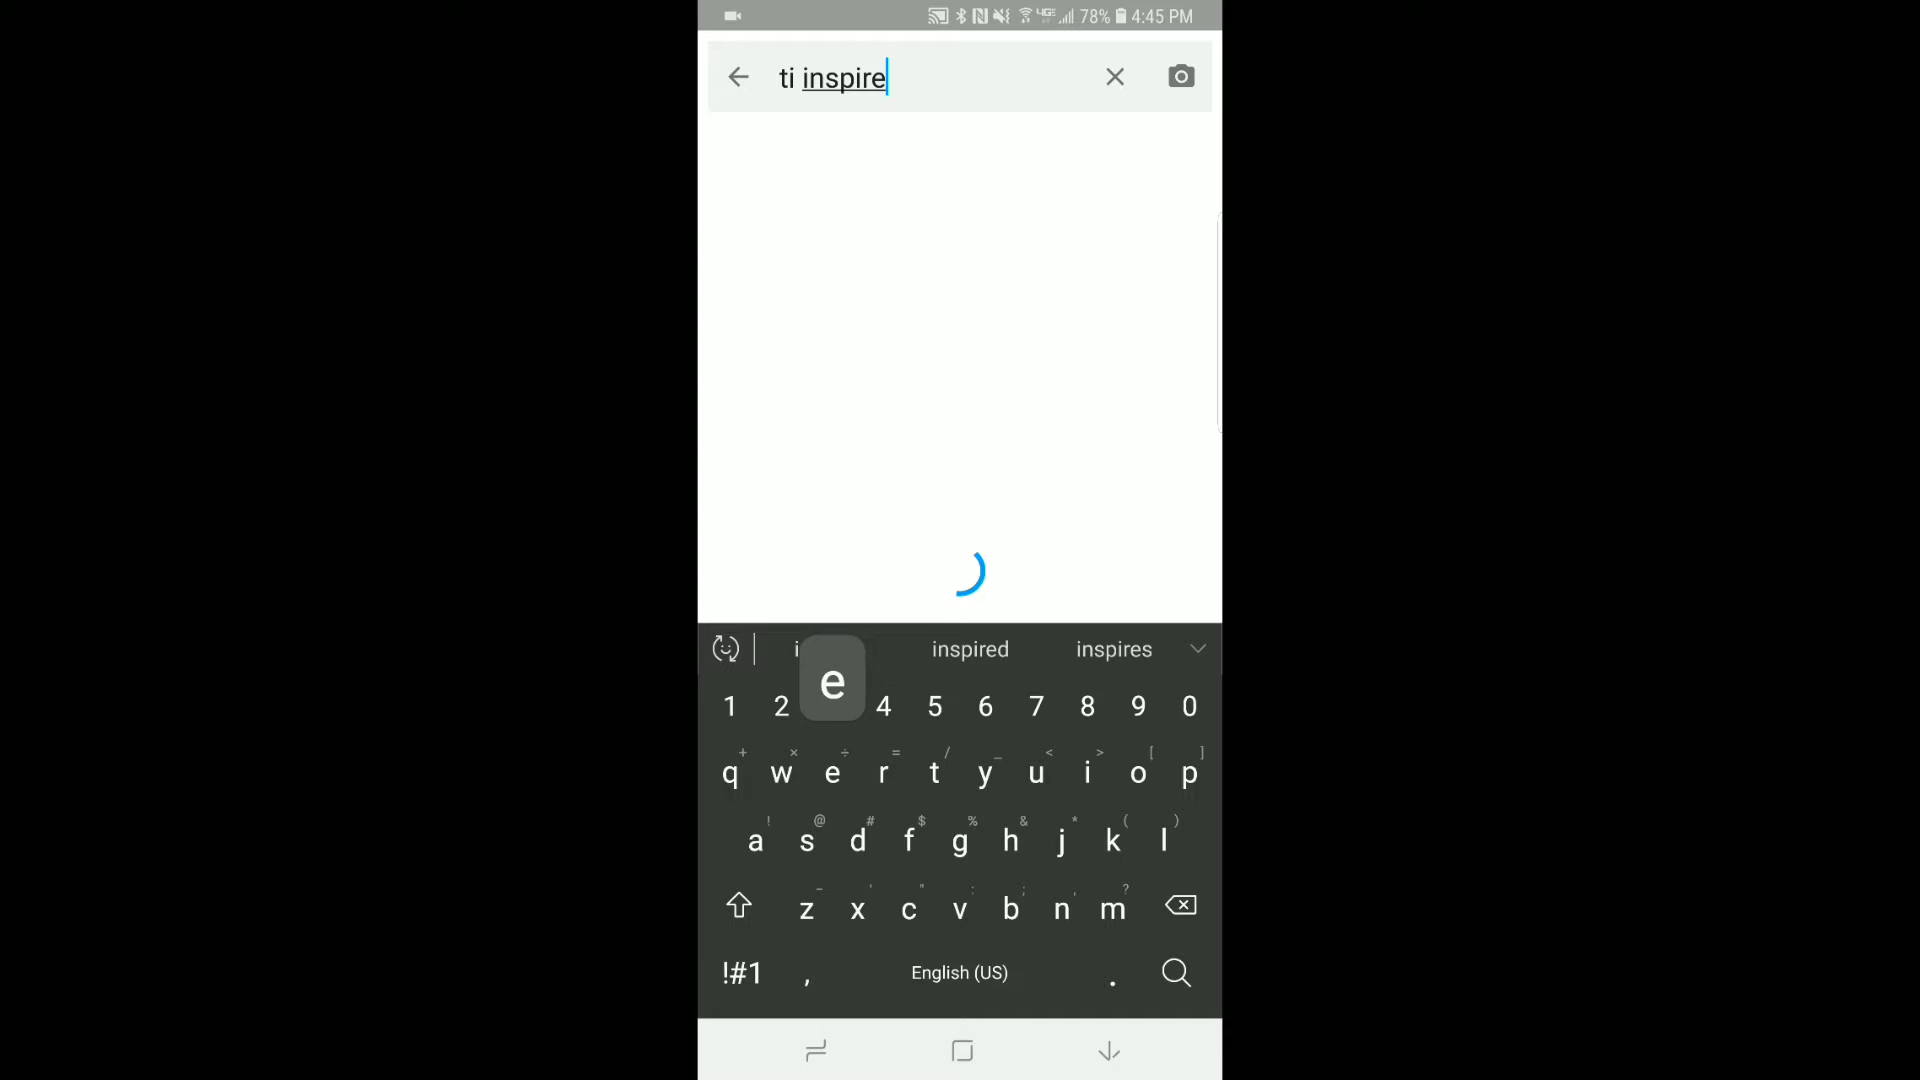 4GE 78% 4:45 PM
ti inspire
i inspired inspires
1 2 e 4 5 6 7 8 9 0
+ × ÷ = / _ < > [ ]
q w e r t y u i o p
! @ # $ % & * ( )
a s d f g h j k l
- ' " : ; , ?
z x c v b n m
!#1 , English (US) .